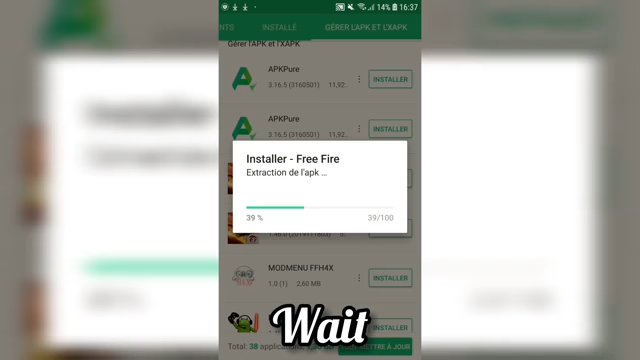 14% 16:37
NTS INSTALLÉ GÉRER L'APK ET L'XAPK
Gérer l'APK et l'XAPK
APKPure
3.16.5 (3160501) 11,92...
INSTALLER
APKPure
3.16.5 (3160501) 11,92...
INSTALLER
Installer - Free Fire
Extraction de l'apk ...
39 %
39/100
MODMENU FFH4X
1.0 (1) 2,60 MB
INSTALLER
Wait
Total: 38
METTRE À JOUR